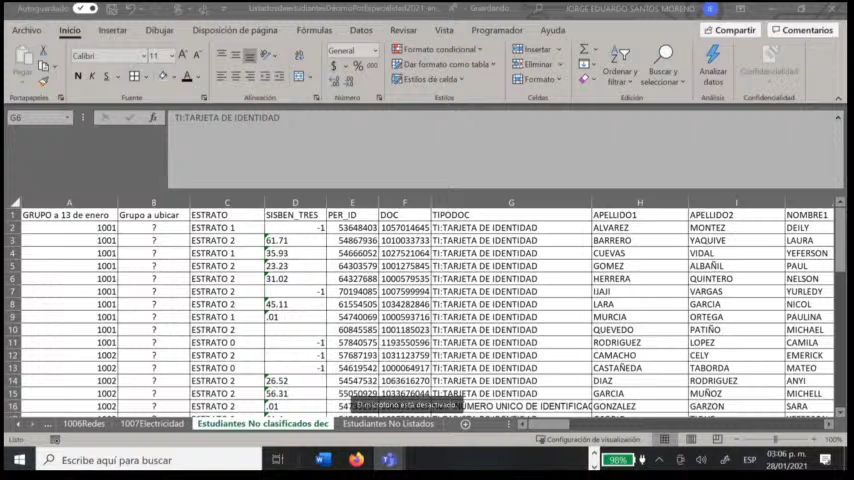 Autoguardado
ListadosdeestudiantesDécimoPorEspecialidad2021 en... - Guardando...
JORGE EDUARDO SANTOS MORENO JE
Archivo Inicio Insertar Dibujar Disposición de página Fórmulas Datos Revisar Vista Programador Ayuda Compartir Comentarios
Pegar Calibri 11 General Formato condicional Insertar Ordenar y filtrar Buscar y seleccionar Analizar datos Confidencialidad
N K S $ % 000 Dar formato como tabla Eliminar
Estilos de celda Formato
Portapapeles Fuente Alineación Número Estilos Celdas Edición Análisis Confidencialidad
G6 fx TI:TARJETA DE IDENTIDAD
A B C D E F G H I
1 GRUPO a 13 de enero Grupo a ubicar ESTRATO SISBEN_TRES PER_ID DOC TIPODOC APELLIDO1 APELLIDO2 NOMBRE1
2 1001 ? ESTRATO 1 -1 53648403 1057014645 TI:TARJETA DE IDENTIDAD ALVAREZ MONTEZ DEILY
3 1001 ? ESTRATO 2 61.71 54867936 1010033733 TI:TARJETA DE IDENTIDAD BARRERO YAQUIVE LAURA
4 1001 ? ESTRATO 1 35.93 54666052 1027521064 TI:TARJETA DE IDENTIDAD CUEVAS VIDAL YEFERSON
5 1001 ? ESTRATO 2 23.23 64303579 1001275845 TI:TARJETA DE IDENTIDAD GOMEZ ALBAÑIL PAUL
6 1001 ? ESTRATO 2 31.02 64327688 1000579535 TI:TARJETA DE IDENTIDAD HERRERA QUINTERO NELSON
7 1001 ? ESTRATO 2 -1 70194085 1007599994 TI:TARJETA DE IDENTIDAD IJAJI VARGAS YURLEDY
8 1001 ? ESTRATO 2 45.11 61554505 1034282846 TI:TARJETA DE IDENTIDAD LARA GARCIA NICOL
9 1001 ? ESTRATO 1 .01 54740069 1000593716 TI:TARJETA DE IDENTIDAD MURCIA ORTEGA PAULINA
10 1001 ? ESTRATO 2 60845585 1001185023 TI:TARJETA DE IDENTIDAD QUEVEDO PATIÑO MICHAEL
11 1001 ? ESTRATO 0 -1 57840575 1193550596 TI:TARJETA DE IDENTIDAD RODRIGUEZ LOPEZ CAMILA
12 1002 ? ESTRATO 2 -1 57687193 1031123759 TI:TARJETA DE IDENTIDAD CAMACHO CELY EMERICK
13 1002 ? ESTRATO 0 -1 54619542 1000064917 TI:TARJETA DE IDENTIDAD CASTAÑEDA TABORDA MATEO
14 1002 ? ESTRATO 2 26.52 54547532 1063616270 TI:TARJETA DE IDENTIDAD DIAZ RODRIGUEZ ANYI
15 1002 ? ESTRATO 2 56.31 55050929 1033676044 TI:TARJETA DE IDENTIDAD GARCIA MUÑOZ MICHELL
16 1002 ? ESTRATO 2 .01 54 El micrófono está desactivado. NUMERO UNICO DE IDENTIFICAC GONZALEZ GARZON SARA
... 1006Redes 1007Electricidad Estudiantes No clasificados dec Estudiantes No Listados
Listo Configuración de visualización 100%
Escribe aquí para buscar 98% ESP 03:06 p. m.
28/01/2021